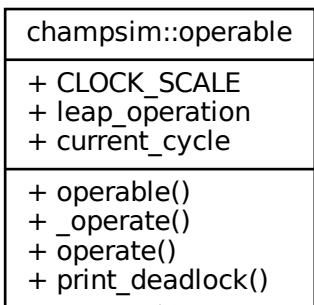 champsim::operable
+ CLOCK_SCALE
+ leap_operation
+ current_cycle
+ operable()
+ _operate()
+ operate()
+ print_deadlock()